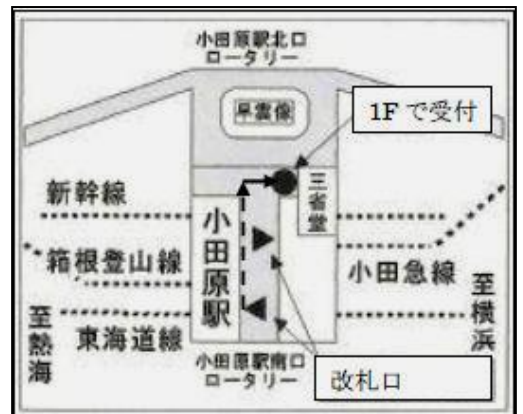 小田原駅北口
ロータリー
早雲像
1F で受付
三省堂
新幹線
小田原駅
箱根登山線
小田急線
至横浜
至熱海
東海道線
小田原駅南口
ロータリー
改札口